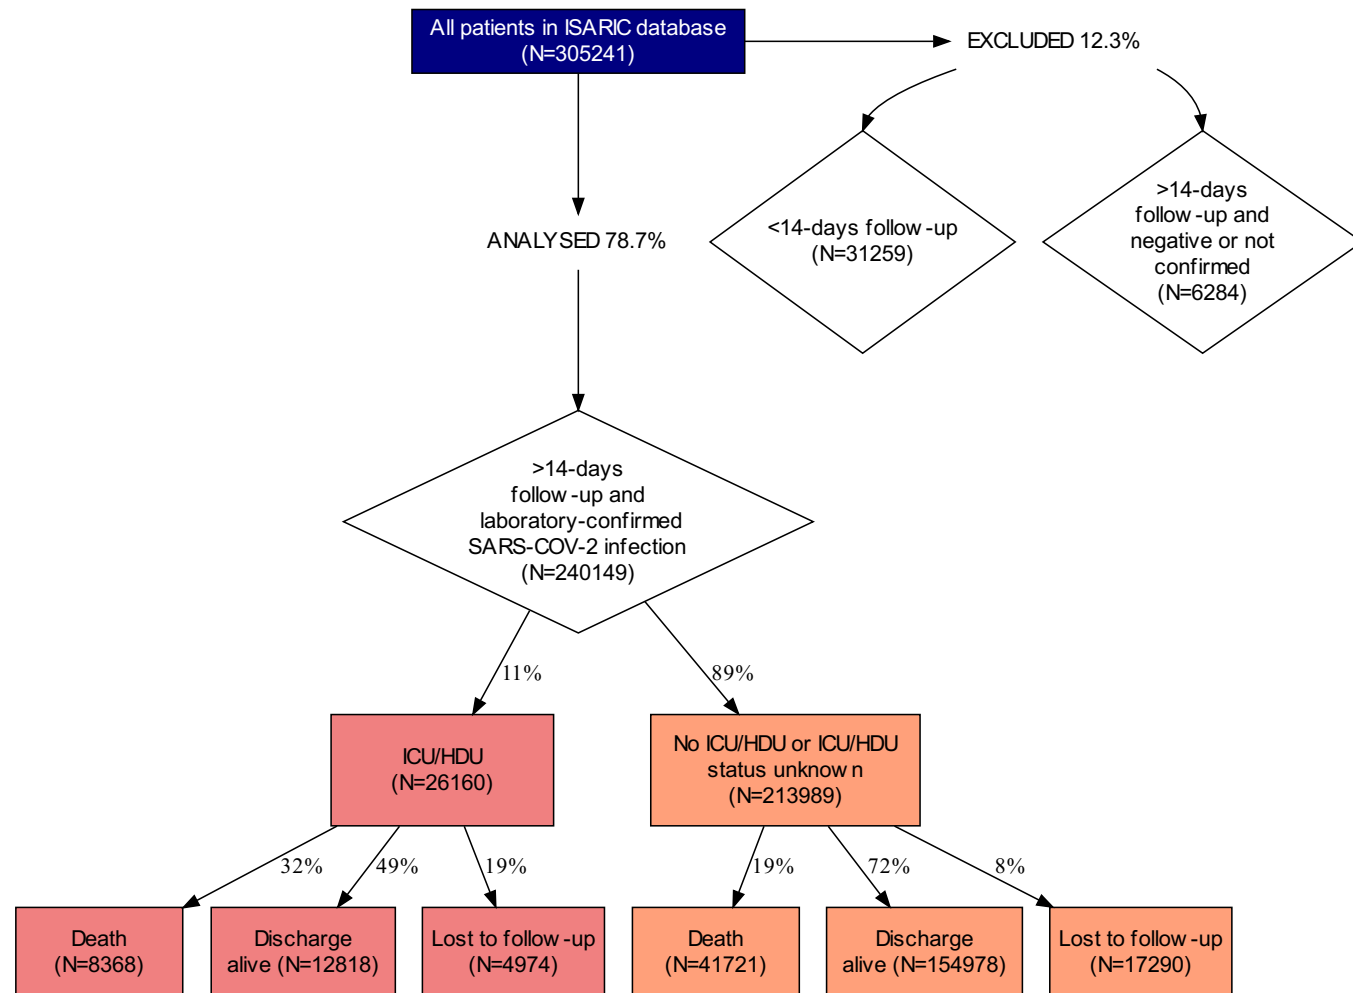 All patients in ISARIC database
(N=305241)
EXCLUDED 12.3%
<14-days follow-up
(N=31259)
>14-days
follow-up and
negative or not
confirmed
(N=6284)
ANALYSED 78.7%
>14-days
follow-up and
laboratory-confirmed
SARS-COV-2 infection
(N=240149)
11%
89%
ICU/HDU
(N=26160)
No ICU/HDU or ICU/HDU
status unknown
(N=213989)
32%
49%
19%
19%
72%
8%
Death
(N=8368)
Discharge
alive (N=12818)
Lost to follow-up
(N=4974)
Death
(N=41721)
Discharge
alive (N=154978)
Lost to follow-up
(N=17290)